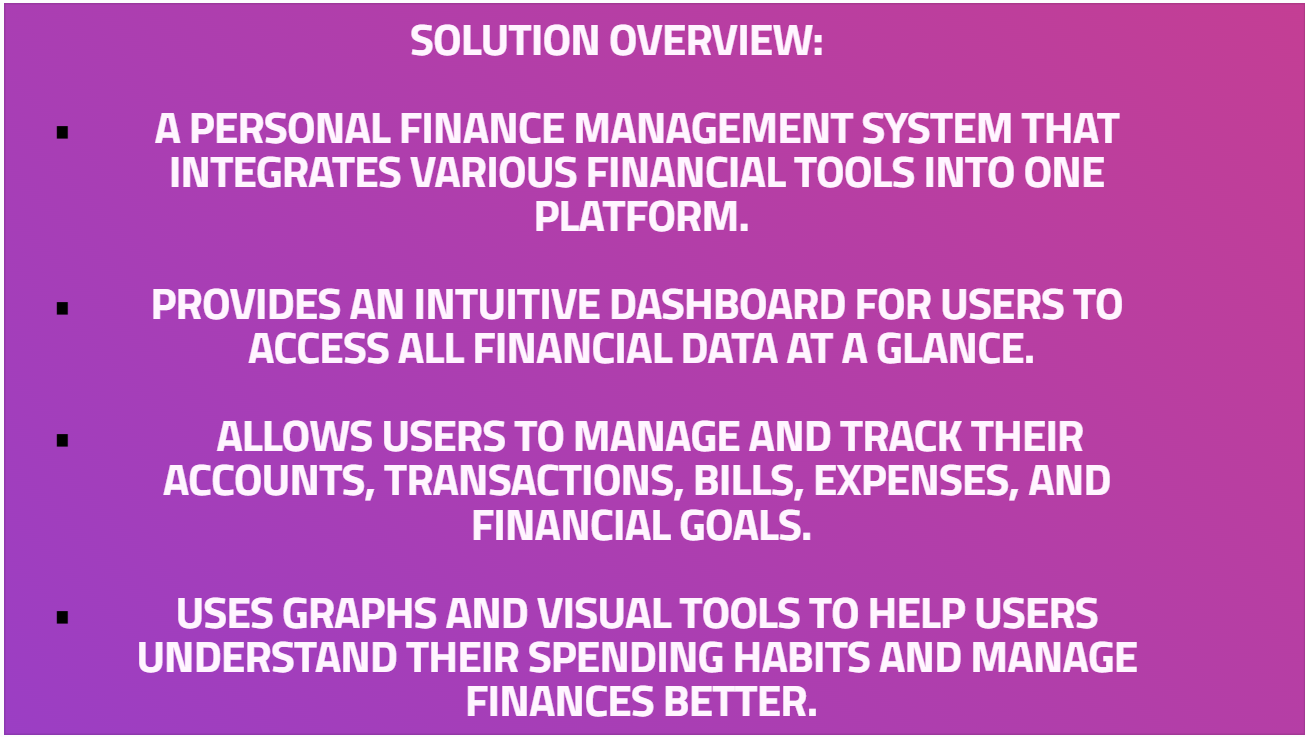 SOLUTION OVERVIEW:
▪ A PERSONAL FINANCE MANAGEMENT SYSTEM THAT
INTEGRATES VARIOUS FINANCIAL TOOLS INTO ONE
PLATFORM.
▪ PROVIDES AN INTUITIVE DASHBOARD FOR USERS TO
ACCESS ALL FINANCIAL DATA AT A GLANCE.
▪ ALLOWS USERS TO MANAGE AND TRACK THEIR
ACCOUNTS, TRANSACTIONS, BILLS, EXPENSES, AND
FINANCIAL GOALS.
▪ USES GRAPHS AND VISUAL TOOLS TO HELP USERS
UNDERSTAND THEIR SPENDING HABITS AND MANAGE
FINANCES BETTER.